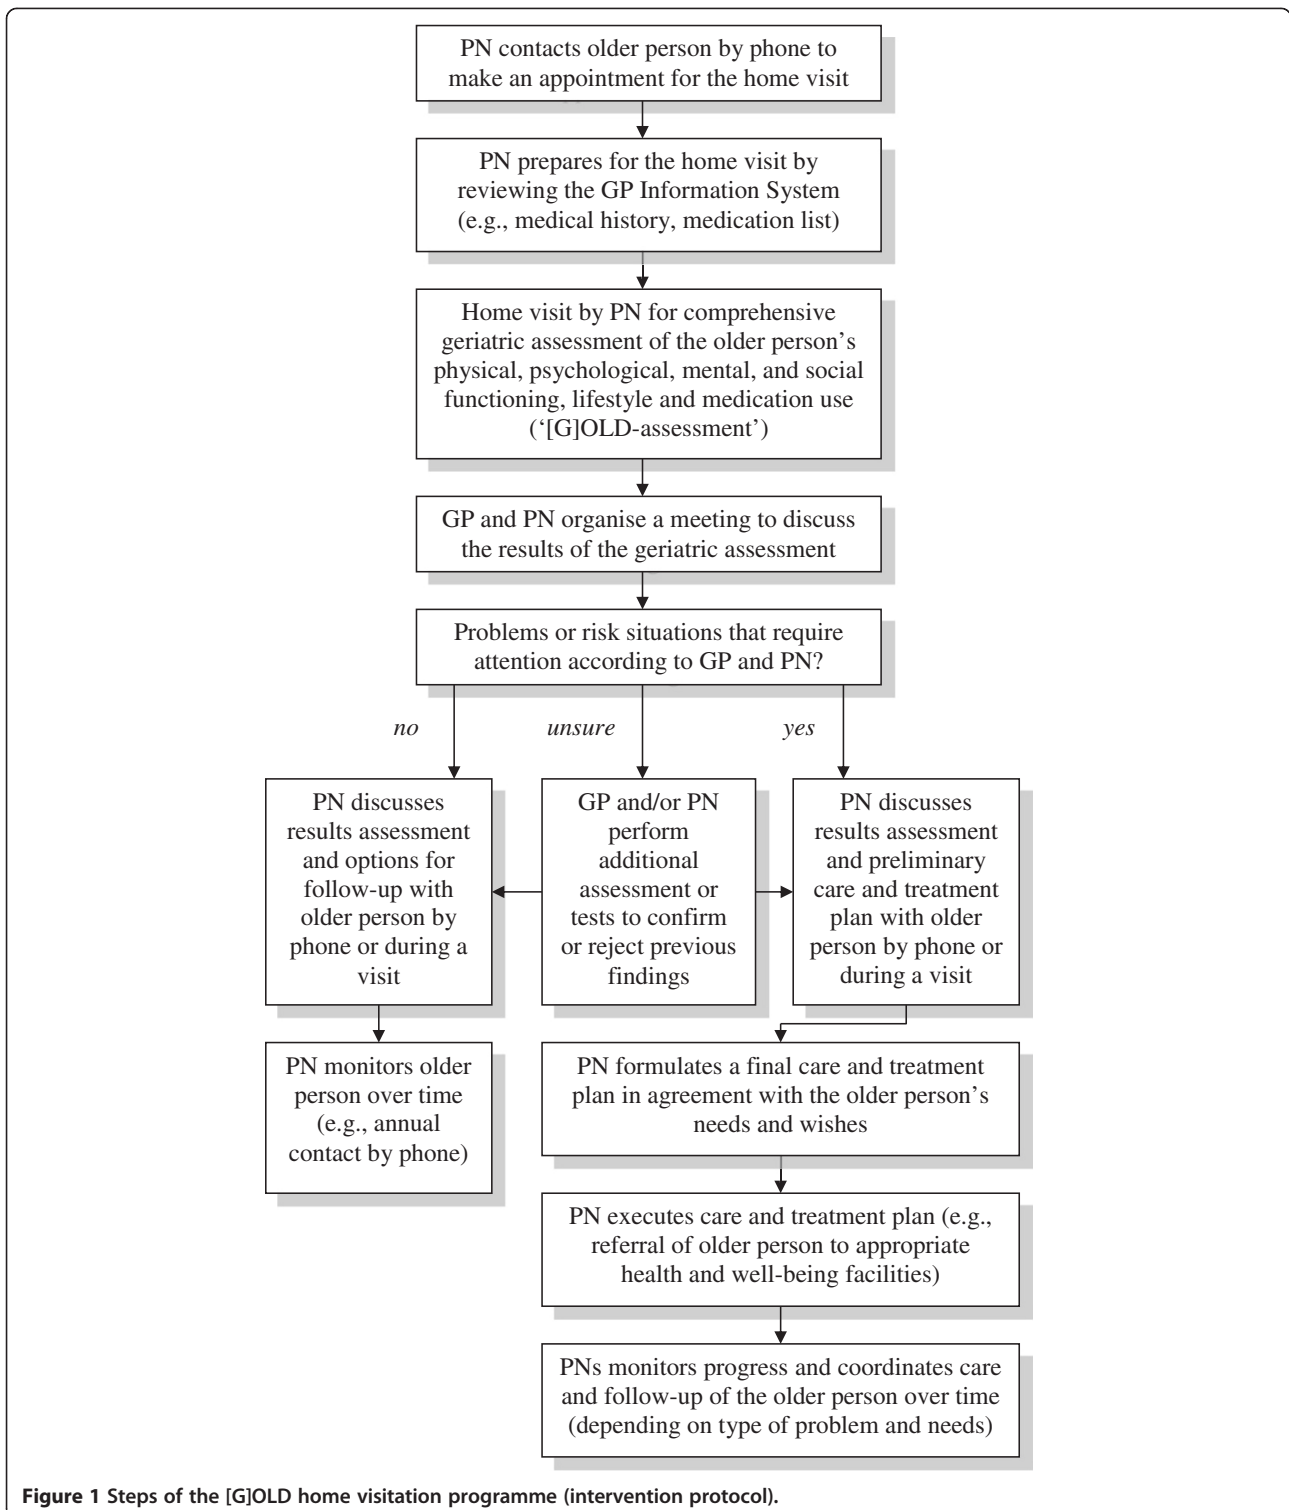 PN contacts older person by phone to
make an appointment for the home visit
PN prepares for the home visit by
reviewing the GP Information System
(e.g., medical history, medication list)
Home visit by PN for comprehensive
geriatric assessment of the older person’s
physical, psychological, mental, and social
functioning, lifestyle and medication use
(‘[G]OLD-assessment’)
GP and PN organise a meeting to discuss
the results of the geriatric assessment
Problems or risk situations that require
attention according to GP and PN?
no
unsure
yes
PN discusses
results assessment
and options for
follow-up with
older person by
phone or during a
visit
GP and/or PN
perform
additional
assessment or
tests to confirm
or reject previous
findings
PN discusses
results assessment
and preliminary
care and treatment
plan with older
person by phone or
during a visit
PN monitors older
person over time
(e.g., annual
contact by phone)
PN formulates a final care and treatment
plan in agreement with the older person’s
needs and wishes
PN executes care and treatment plan (e.g.,
referral of older person to appropriate
health and well-being facilities)
PNs monitors progress and coordinates care
and follow-up of the older person over time
(depending on type of problem and needs)
Figure 1 Steps of the [G]OLD home visitation programme (intervention protocol).